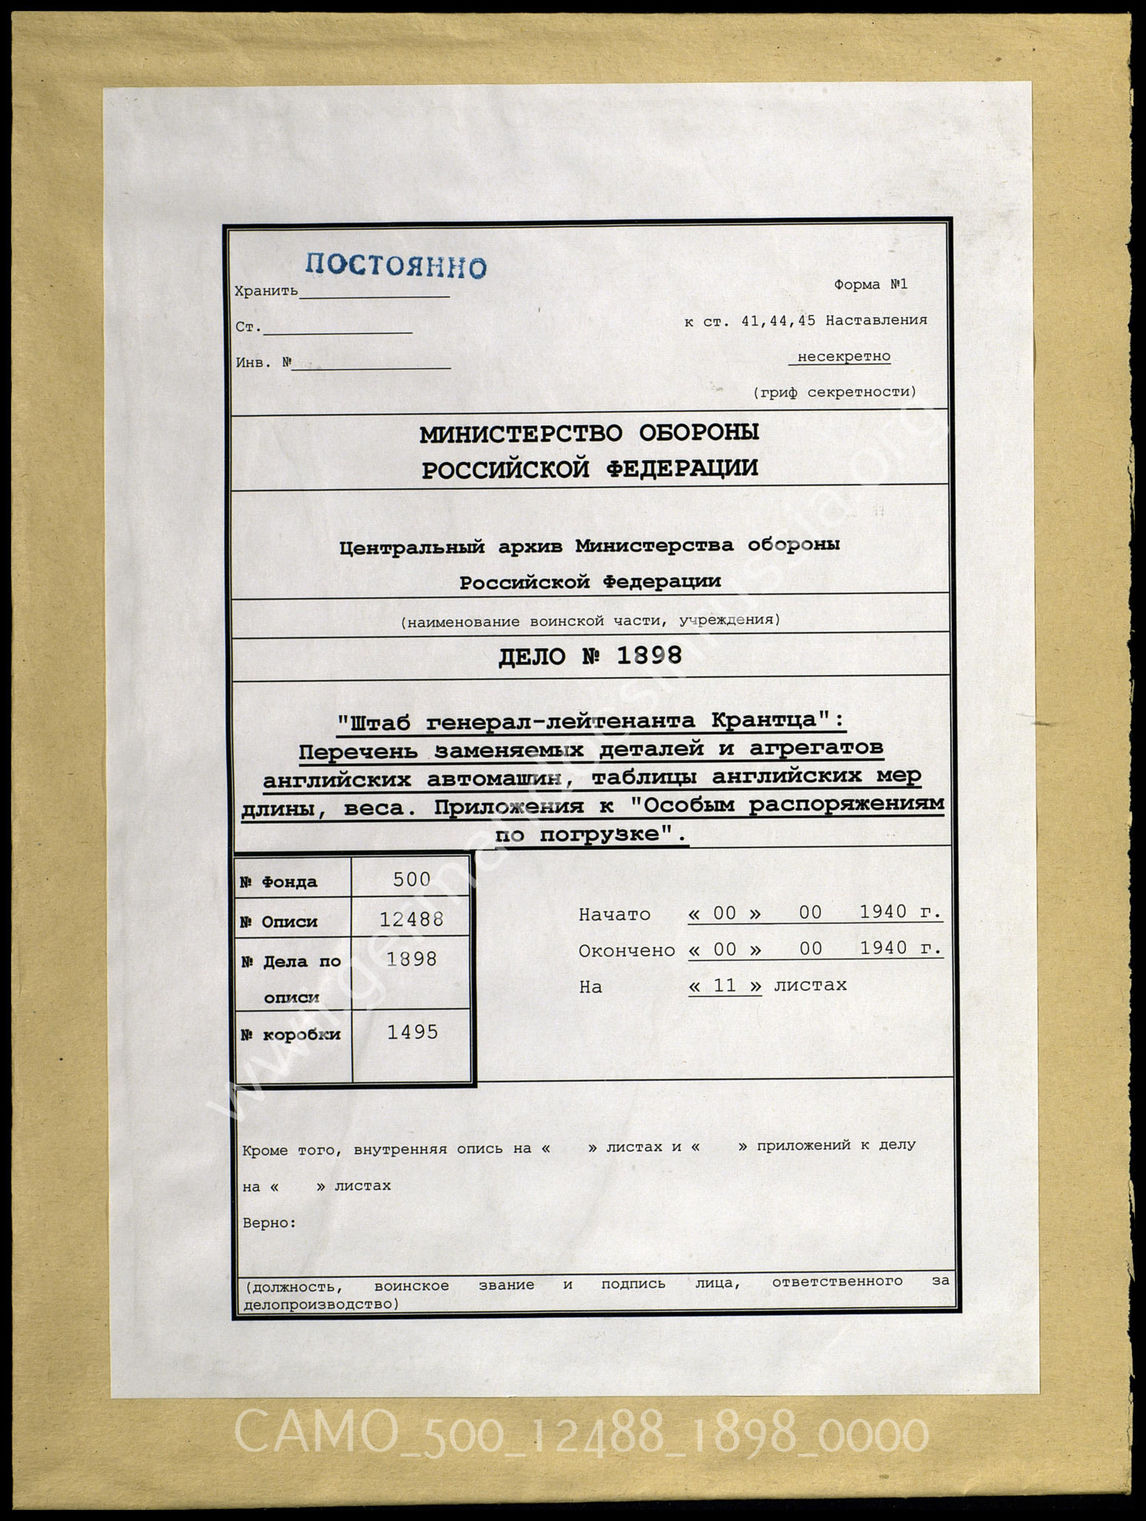 ПОСТОЯННО
Хранить
Форма №1
Ст.
к ст. 41,44,45 Наставления
Инв. №
несекретно
(гриф секретности)
МИНИСТЕРСТВО ОБОРОНЫ
РОССИЙСКОЙ ФЕДЕРАЦИИ
Центральный архив Министерства обороны
Российской Федерации
(наименование воинской части, учреждения)
ДЕЛО № 1898
"Штаб генерал-лейтенанта Крантца":
Перечень заменяемых деталей и агрегатов
английских автомашин, таблицы английских мер
длины, веса. Приложения к "Особым распоряжениям
по погрузке".
№ Фонда 500
№ Описи 12488
№ Дела по 1898
описи
№ коробки 1495
Начато « 00 » 00 1940 г.
Окончено « 00 » 00 1940 г.
На « 11 » листах
Кроме того, внутренняя опись на « » листах и « » приложений к делу
на « » листах
Верно:
(должность, воинское звание и подпись лица, ответственного за
делопроизводство)
www.germandocsinrussia.org
CAMO_500_12488_1898_0000